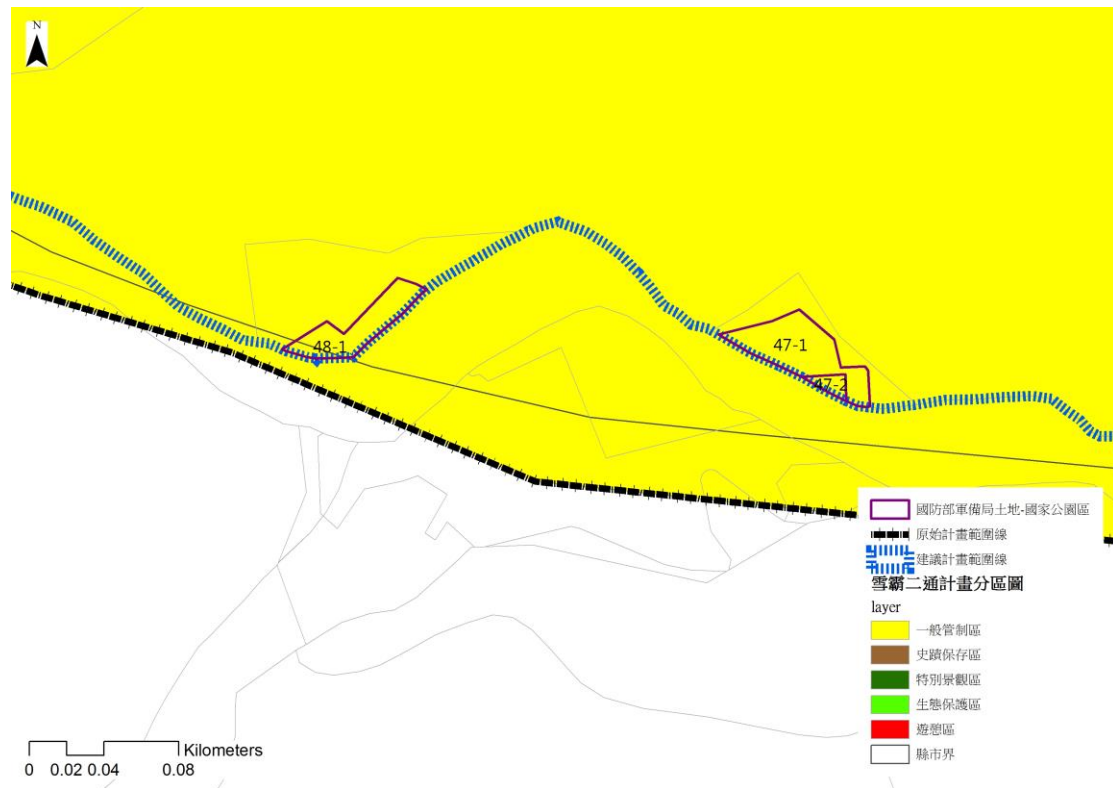 N
48-1
47-1
47-2
國防部軍備局土地-國家公園區
原始計畫範圍線
建議計畫範圍線
雪霸二通計畫分區圖
layer
一般管制區
史蹟保存區
特別景觀區
生態保護區
遊憩區
縣市界
Kilometers
0 0.02 0.04 0.08